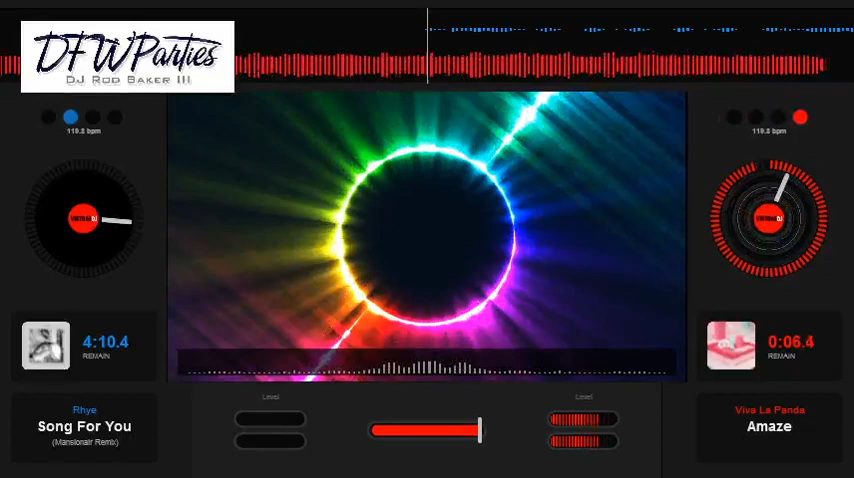 DFWParties
DJ Rod Baker III
119.8 bpm
119.8 bpm
4:10.4
REMAIN
0:06.4
REMAIN
Rhye
Song For You
(Mansionair Remix)
Level
Level
Viva La Panda
Amaze